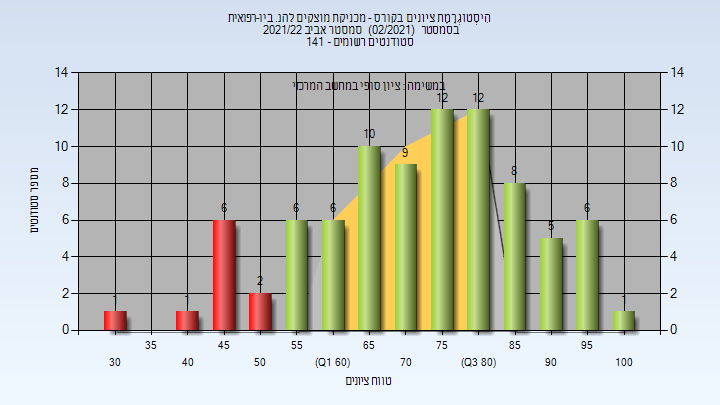 הִיסְטוֹגְרָמַת ציונים בקורס - מכניקת מוצקים להנ. ביו-רפואית
בסמסטר (02/2021) סמסטר אביב 2021/22
סטודנטים רשומים - 141
במשימה : ציון סופי במחשב המרכזי
14 14
12 12
10 10
8 8
6 6
4 4
2 2
0 0
1 1 6 2 6 6 10 9 12 12 8 5 6 1
מספר סטודנטים
35 45 55 65 75 85 95
30 40 50 (Q1 60) 70 (Q3 80) 90 100
טווח ציונים